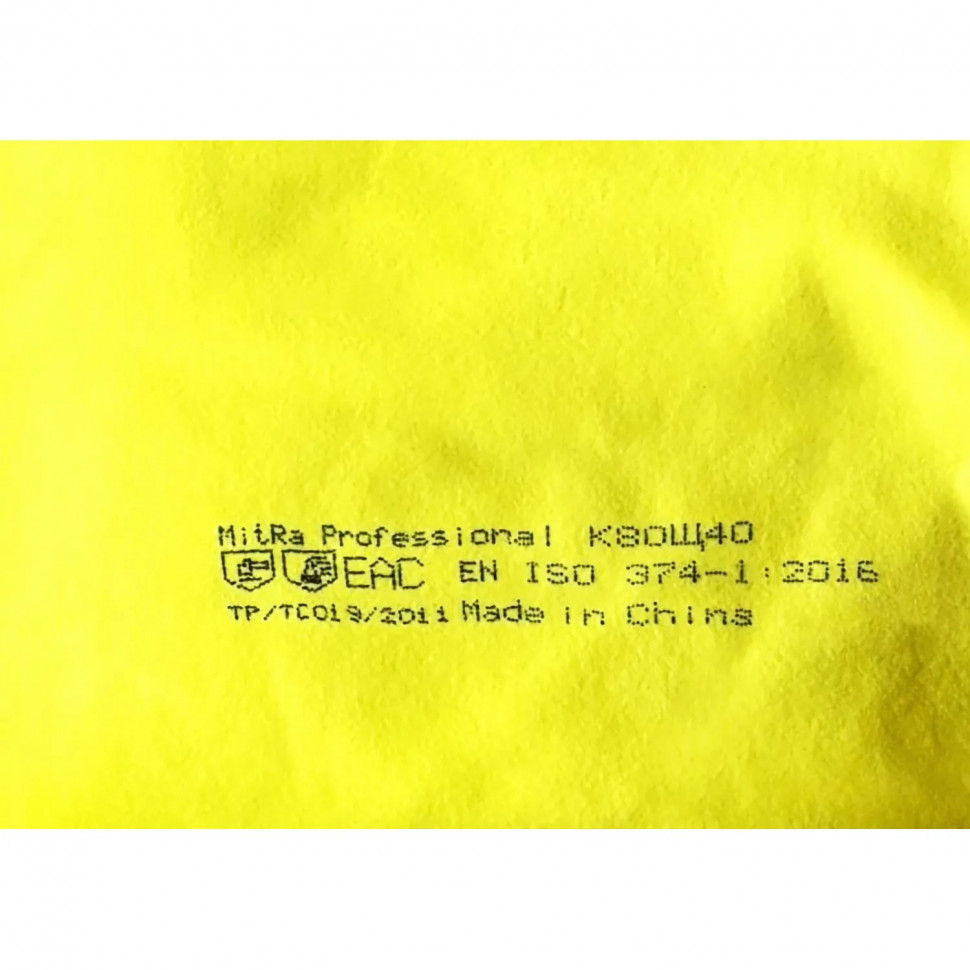 MitRa Professional К80Щ40
EAC EN ISO 374-1:2016
ТР/ТС019/2011 Made in China